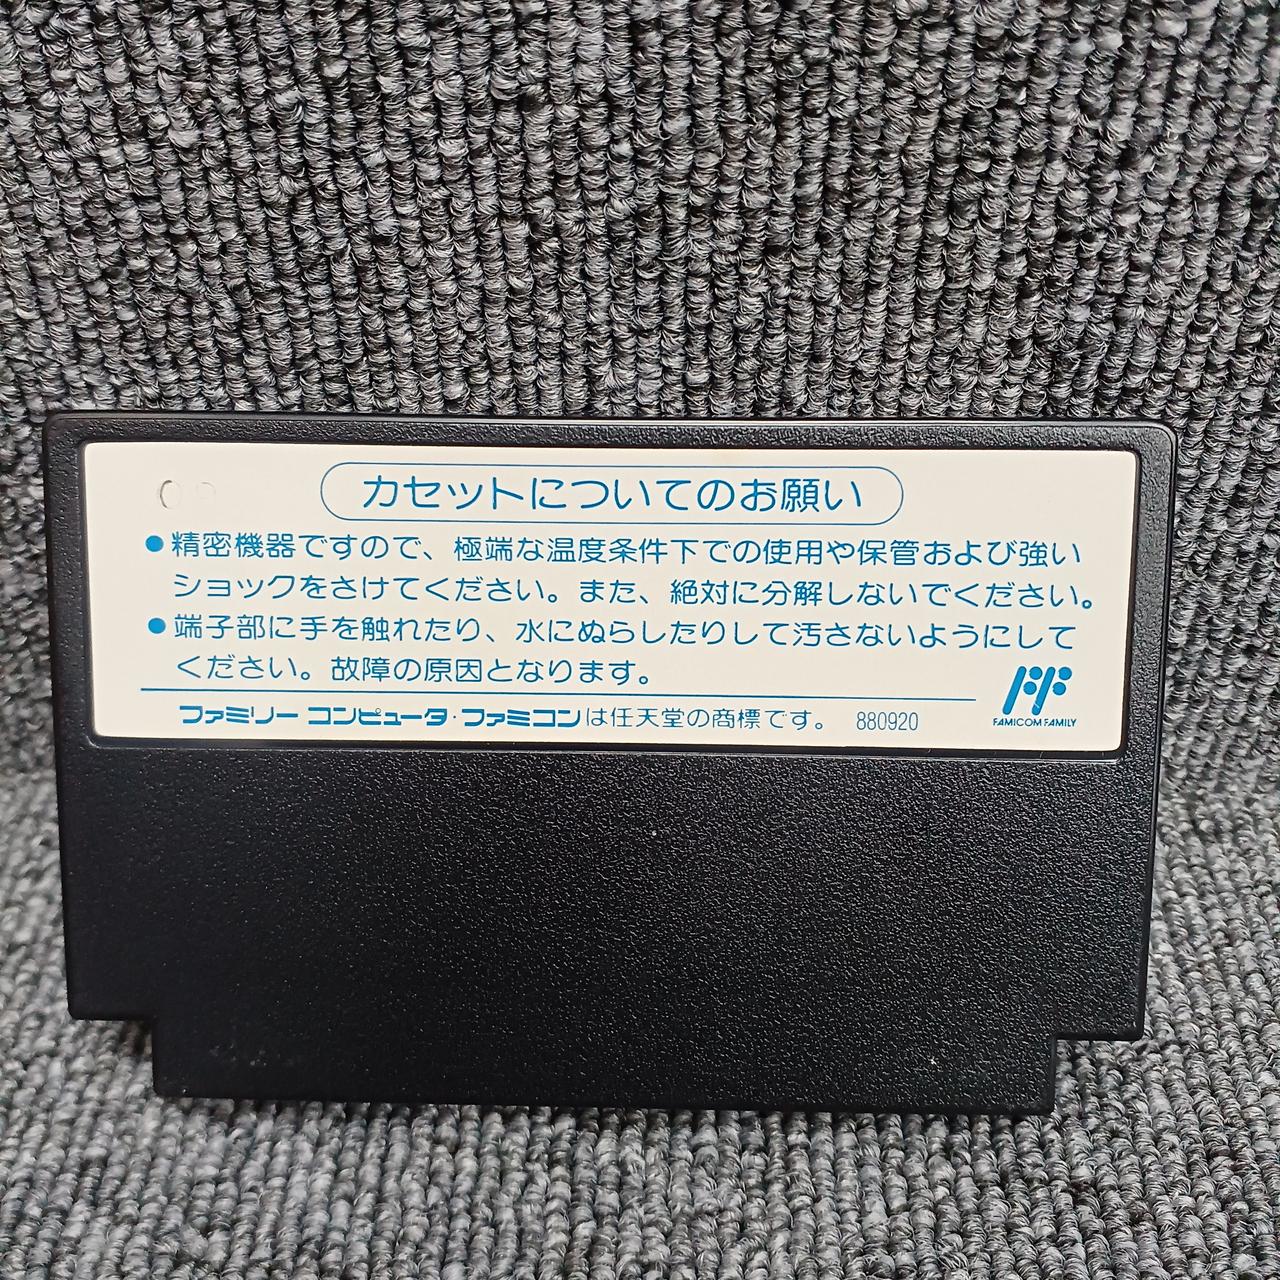 カセットについてのお願い
●精密機器ですので、極端な温度条件下での使用や保管および強い
ショックをさけてください。また、絶対に分解しないでください。
●端子部に手を触れたり、水にぬらしたりして汚さないようにして
ください。故障の原因となります。
ファミリー コンピュータ・ファミコンは任天堂の商標です。 880920
FF
FAMICOM FAMILY